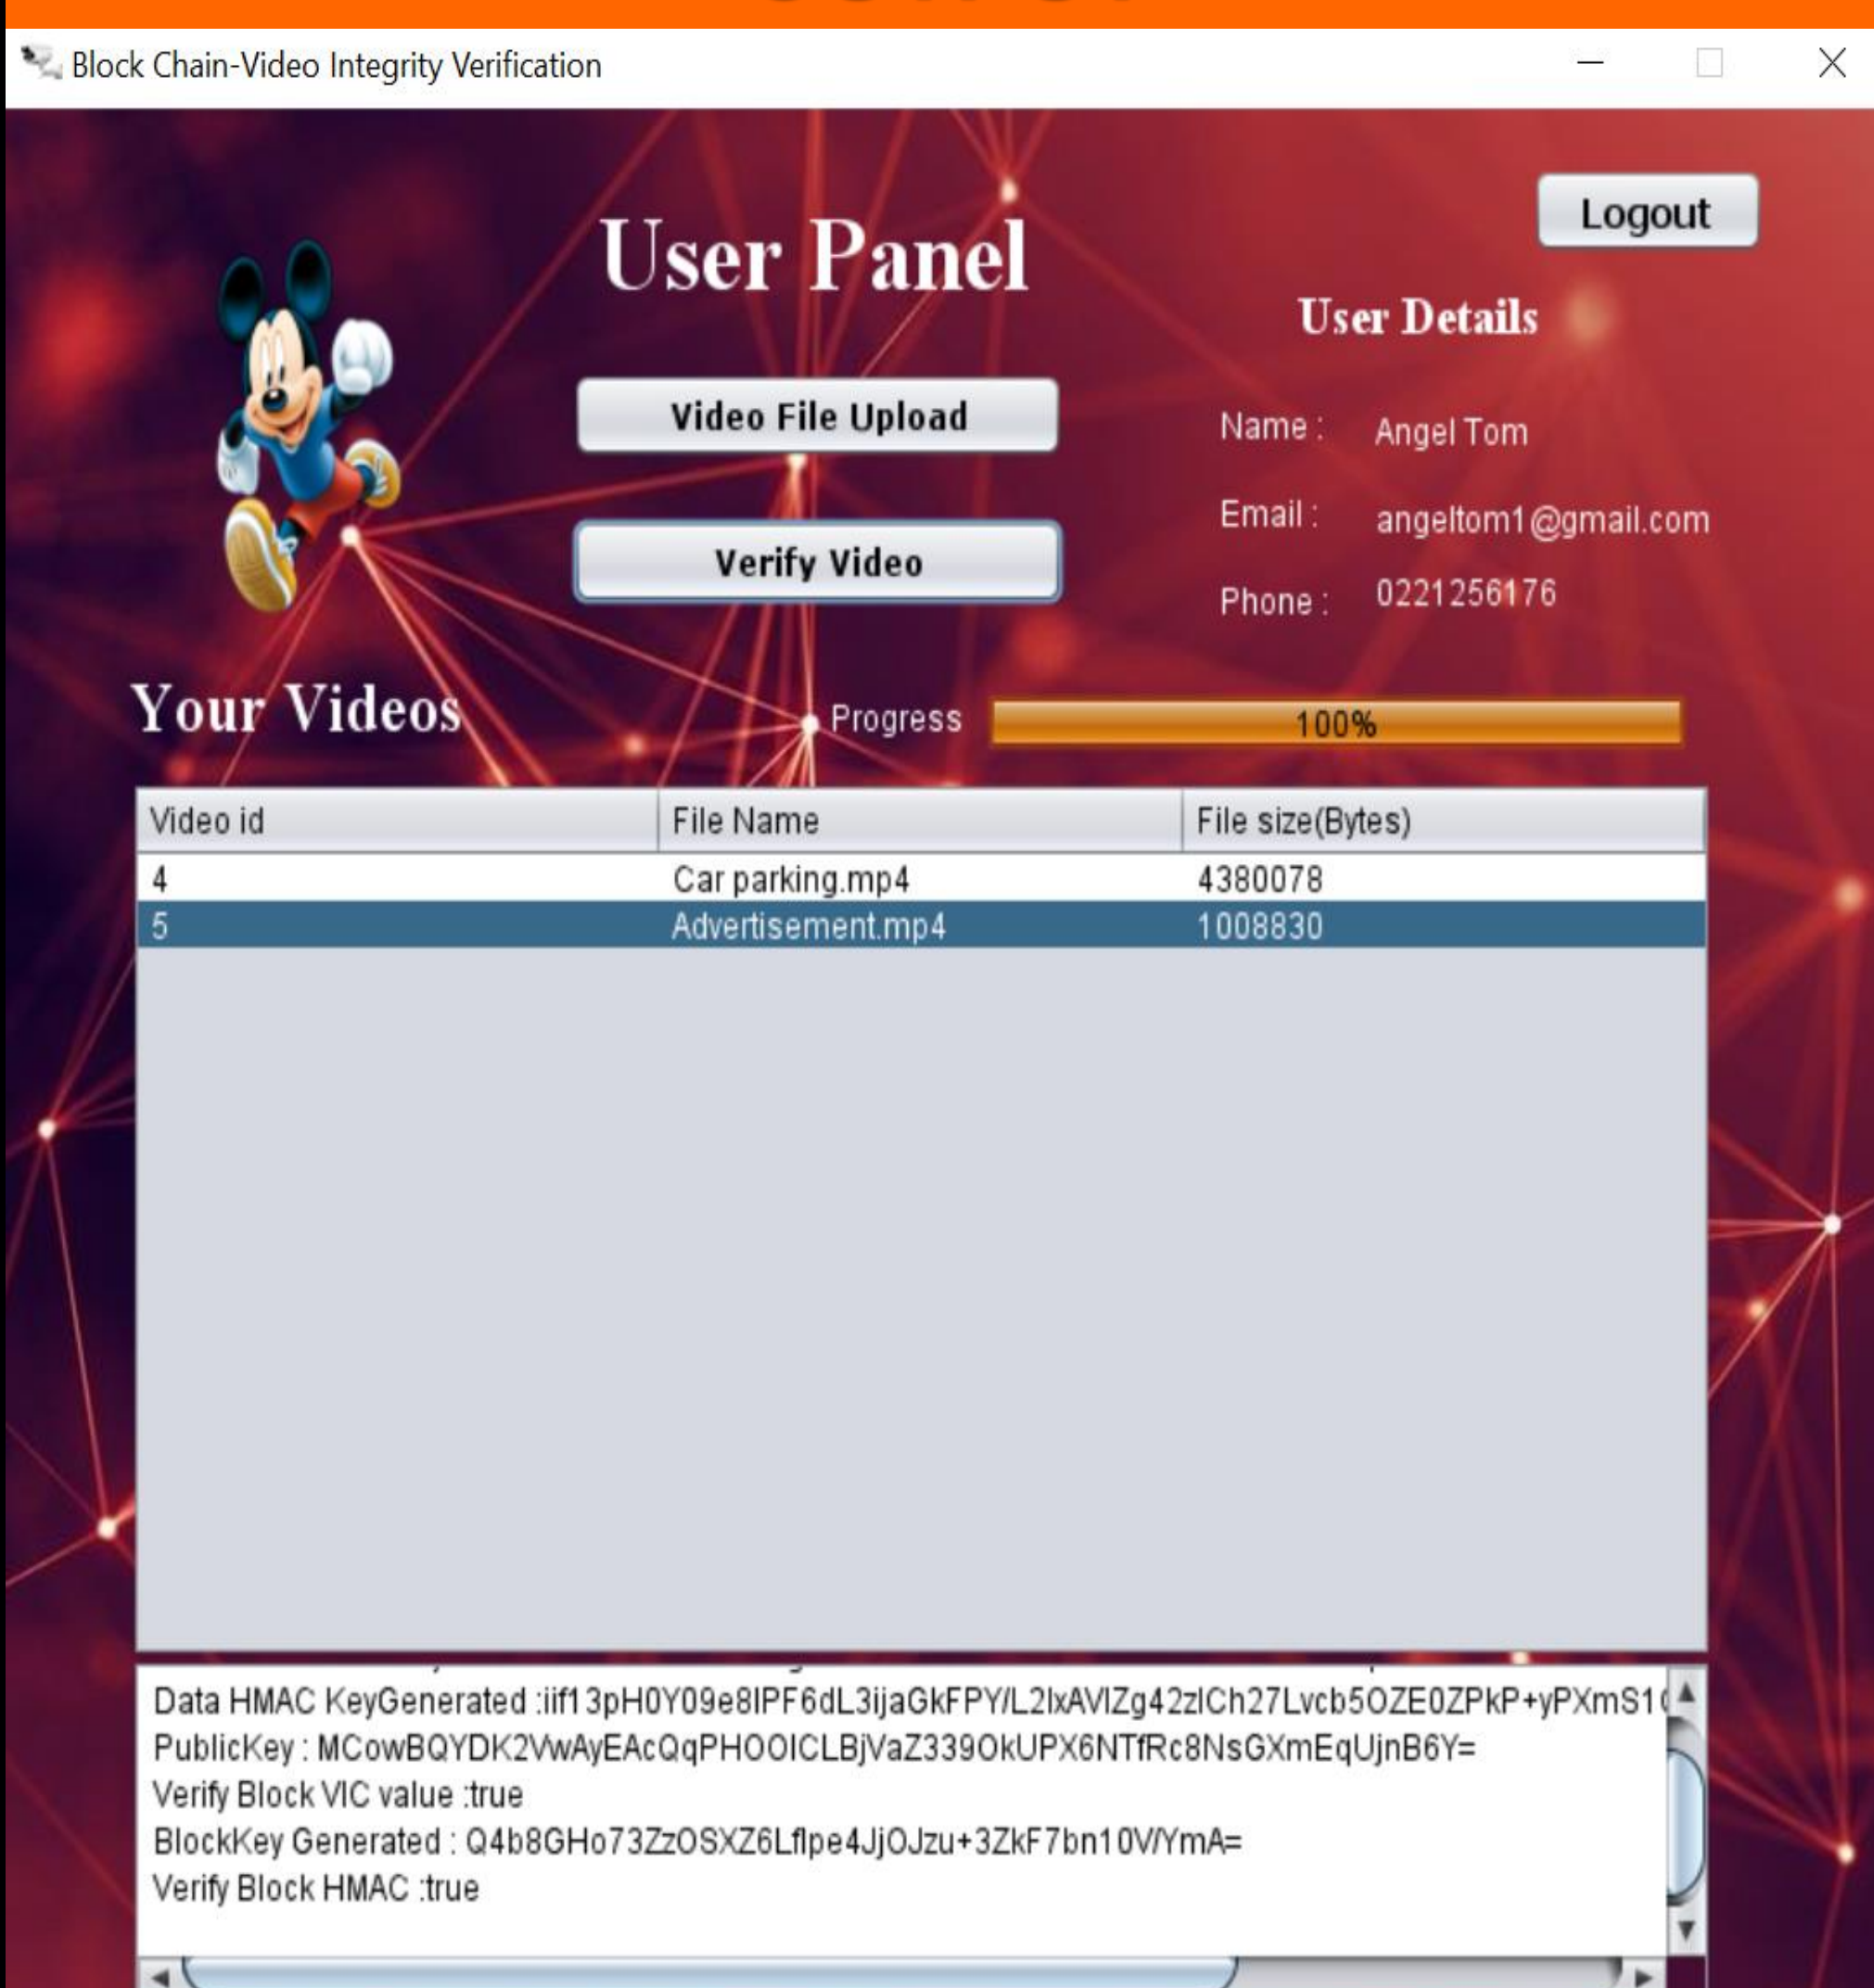 Block Chain-Video Integrity Verification
Logout
User Panel
User Details
Video File Upload
Name : Angel Tom
Email : angeltom1@gmail.com
Verify Video
Phone : 0221256176
Your Videos
Progress 100%
Video id File Name File size(Bytes)
4 Car parking.mp4 4380078
5 Advertisement.mp4 1008830
Data HMAC KeyGenerated :iif13pH0Y09e8IPF6dL3ijaGkFPY/L2IxAVIZg42zICh27Lvcb5OZE0ZPkP+yPXmS1
PublicKey : MCowBQYDK2VwAyEAcQqPHOOICLBjVaZ339OkUPX6NTfRc8NsGXmEqUjnB6Y=
Verify Block VIC value :true
BlockKey Generated : Q4b8GHo73ZzOSXZ6Lflpe4JjOJzu+3ZkF7bn10V/YmA=
Verify Block HMAC :true